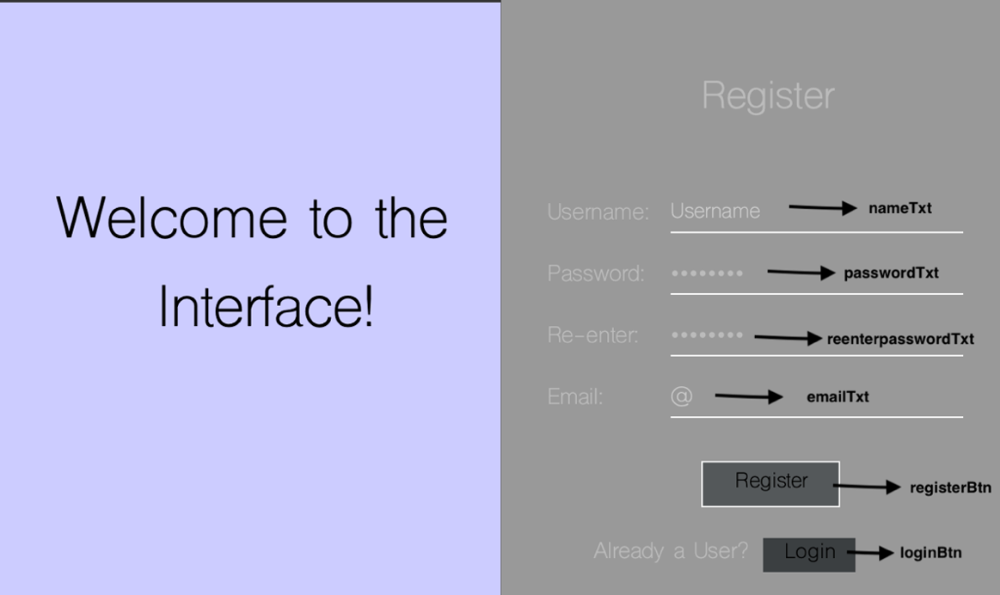 Welcome to the
Interface!
Register
Username: Username nameTxt
Password: •••••••• passwordTxt
Re-enter: •••••••• reenterpasswordTxt
Email: @ emailTxt
Register registerBtn
Already a User? Login loginBtn